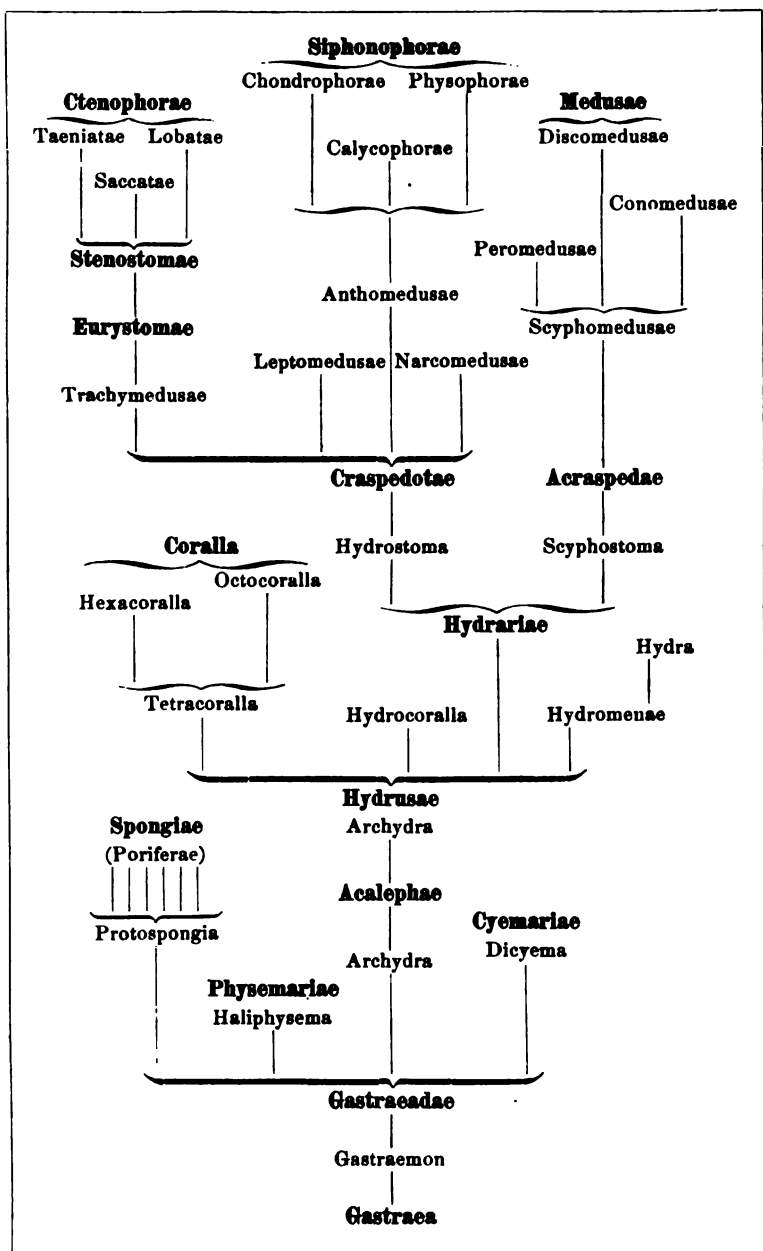 Siphonophorae
Chondrophorae Physophorae
Ctenophorae Medusae
Taeniatae Lobatae Discomedusae
Calycophorae
Saccatae
Conomedusae
Peromedusae
Stenostomae
Anthomedusae
Eurystomae Scyphomedusae
Leptomedusae Narcomedusae
Trachymedusae
Craspedotae Acraspedae
Coralla Hydrostoma Scyphostoma
Octocoralla
Hexacoralla
Hydrariae
Hydra
Tetracoralla
Hydrocoralla Hydromenae
Hydrusae
Spongiae Archydra
(Poriferae)
Acalephae
Cyemariae
Protospongia
Dicyema
Archydra
Physemariae
Haliphysema
Gastraeadae
Gastraemon
Gastraea